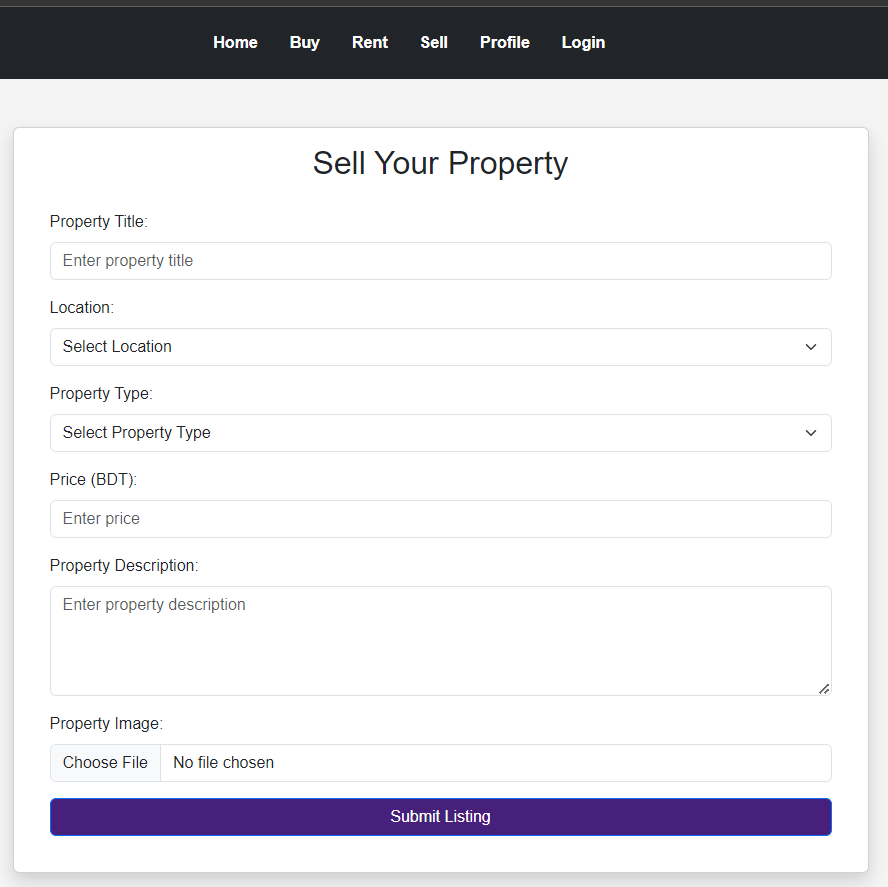 Home Buy Rent Sell Profile Login
Sell Your Property
Property Title:
Enter property title
Location:
Select Location
Property Type:
Select Property Type
Price (BDT):
Enter price
Property Description:
Enter property description
Property Image:
Choose File No file chosen
Submit Listing